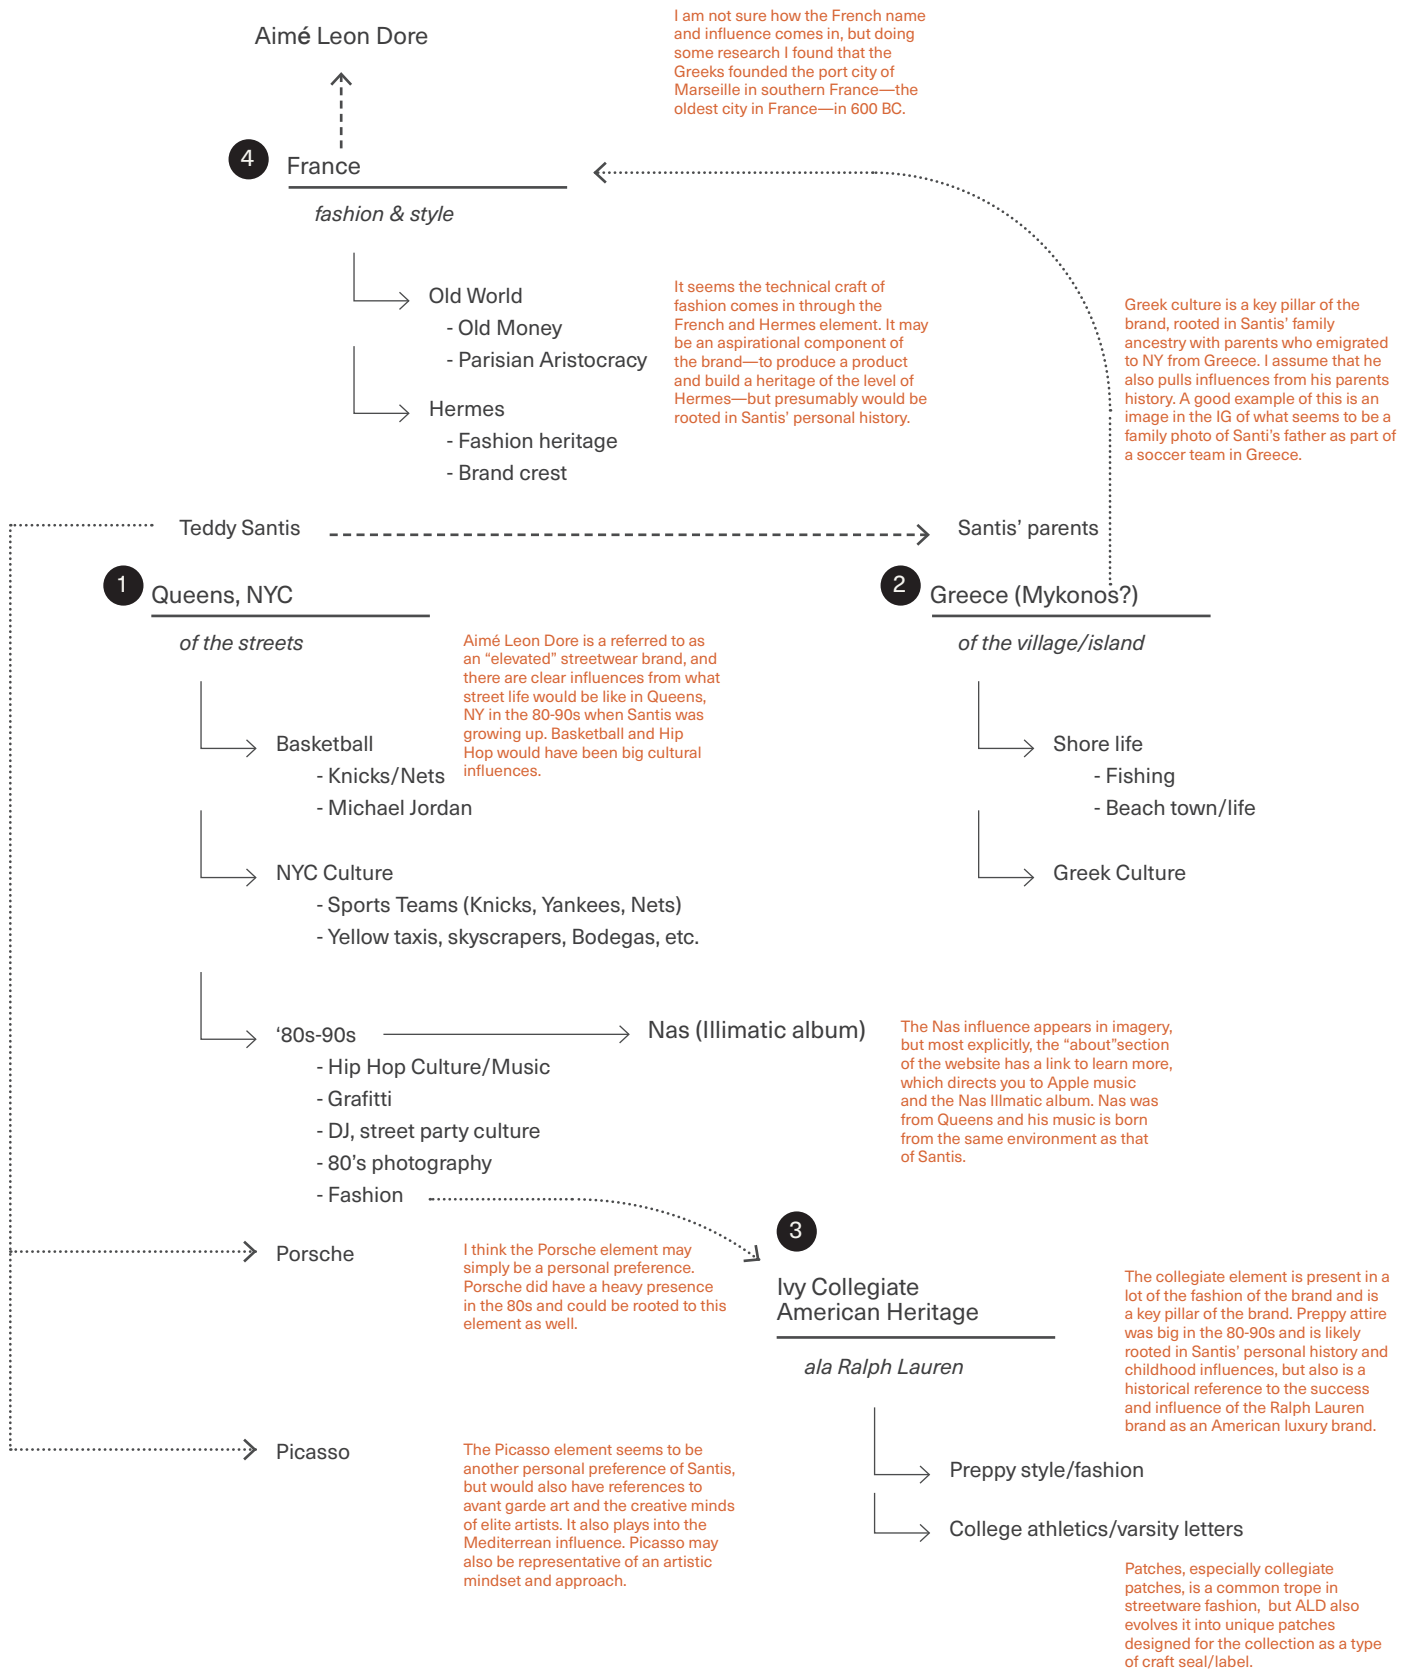 Aimé Leon Dore
I am not sure how the French name
and influence comes in, but doing
some research I found that the
Greeks founded the port city of
Marseille in southern France—the
oldest city in France—in 600 BC.
4
France
fashion & style
Old World
- Old Money
- Parisian Aristocracy
Hermes
- Fashion heritage
- Brand crest
It seems the technical craft of
fashion comes in through the
French and Hermes element. It may
be an aspirational component of
the brand—to produce a product
and build a heritage of the level of
Hermes—but presumably would be
rooted in Santis’ personal history.
Greek culture is a key pillar of the
brand, rooted in Santis’ family
ancestry with parents who emigrated
to NY from Greece. I assume that he
also pulls influences from his parents
history. A good example of this is an
image in the IG of what seems to be a
family photo of Santi’s father as part of
a soccer team in Greece.
Teddy Santis
Santis’ parents
1
Queens, NYC
of the streets
Aimé Leon Dore is a referred to as
an “elevated” streetwear brand, and
there are clear influences from what
street life would be like in Queens,
NY in the 80-90s when Santis was
growing up. Basketball and Hip
Hop would have been big cultural
influences.
Basketball
- Knicks/Nets
- Michael Jordan
NYC Culture
- Sports Teams (Knicks, Yankees, Nets)
- Yellow taxis, skyscrapers, Bodegas, etc.
‘80s-90s
- Hip Hop Culture/Music
- Grafitti
- DJ, street party culture
- 80’s photography
- Fashion
2
Greece (Mykonos?)
of the village/island
Shore life
- Fishing
- Beach town/life
Greek Culture
Nas (Illimatic album)
The Nas influence appears in imagery,
but most explicitly, the “about”section
of the website has a link to learn more,
which directs you to Apple music
and the Nas Illmatic album. Nas was
from Queens and his music is born
from the same environment as that
of Santis.
Porsche
I think the Porsche element may
simply be a personal preference.
Porsche did have a heavy presence
in the 80s and could be rooted to this
element as well.
Picasso
The Picasso element seems to be
another personal preference of Santis,
but would also have references to
avant garde art and the creative minds
of elite artists. It also plays into the
Mediterrean influence. Picasso may
also be representative of an artistic
mindset and approach.
3
Ivy Collegiate
American Heritage
ala Ralph Lauren
Preppy style/fashion
College athletics/varsity letters
The collegiate element is present in a
lot of the fashion of the brand and is
a key pillar of the brand. Preppy attire
was big in the 80-90s and is likely
rooted in Santis’ personal history and
childhood influences, but also is a
historical reference to the success
and influence of the Ralph Lauren
brand as an American luxury brand.
Patches, especially collegiate
patches, is a common trope in
streetware fashion,  but ALD also
evolves it into unique patches
designed for the collection as a type
of craft seal/label.